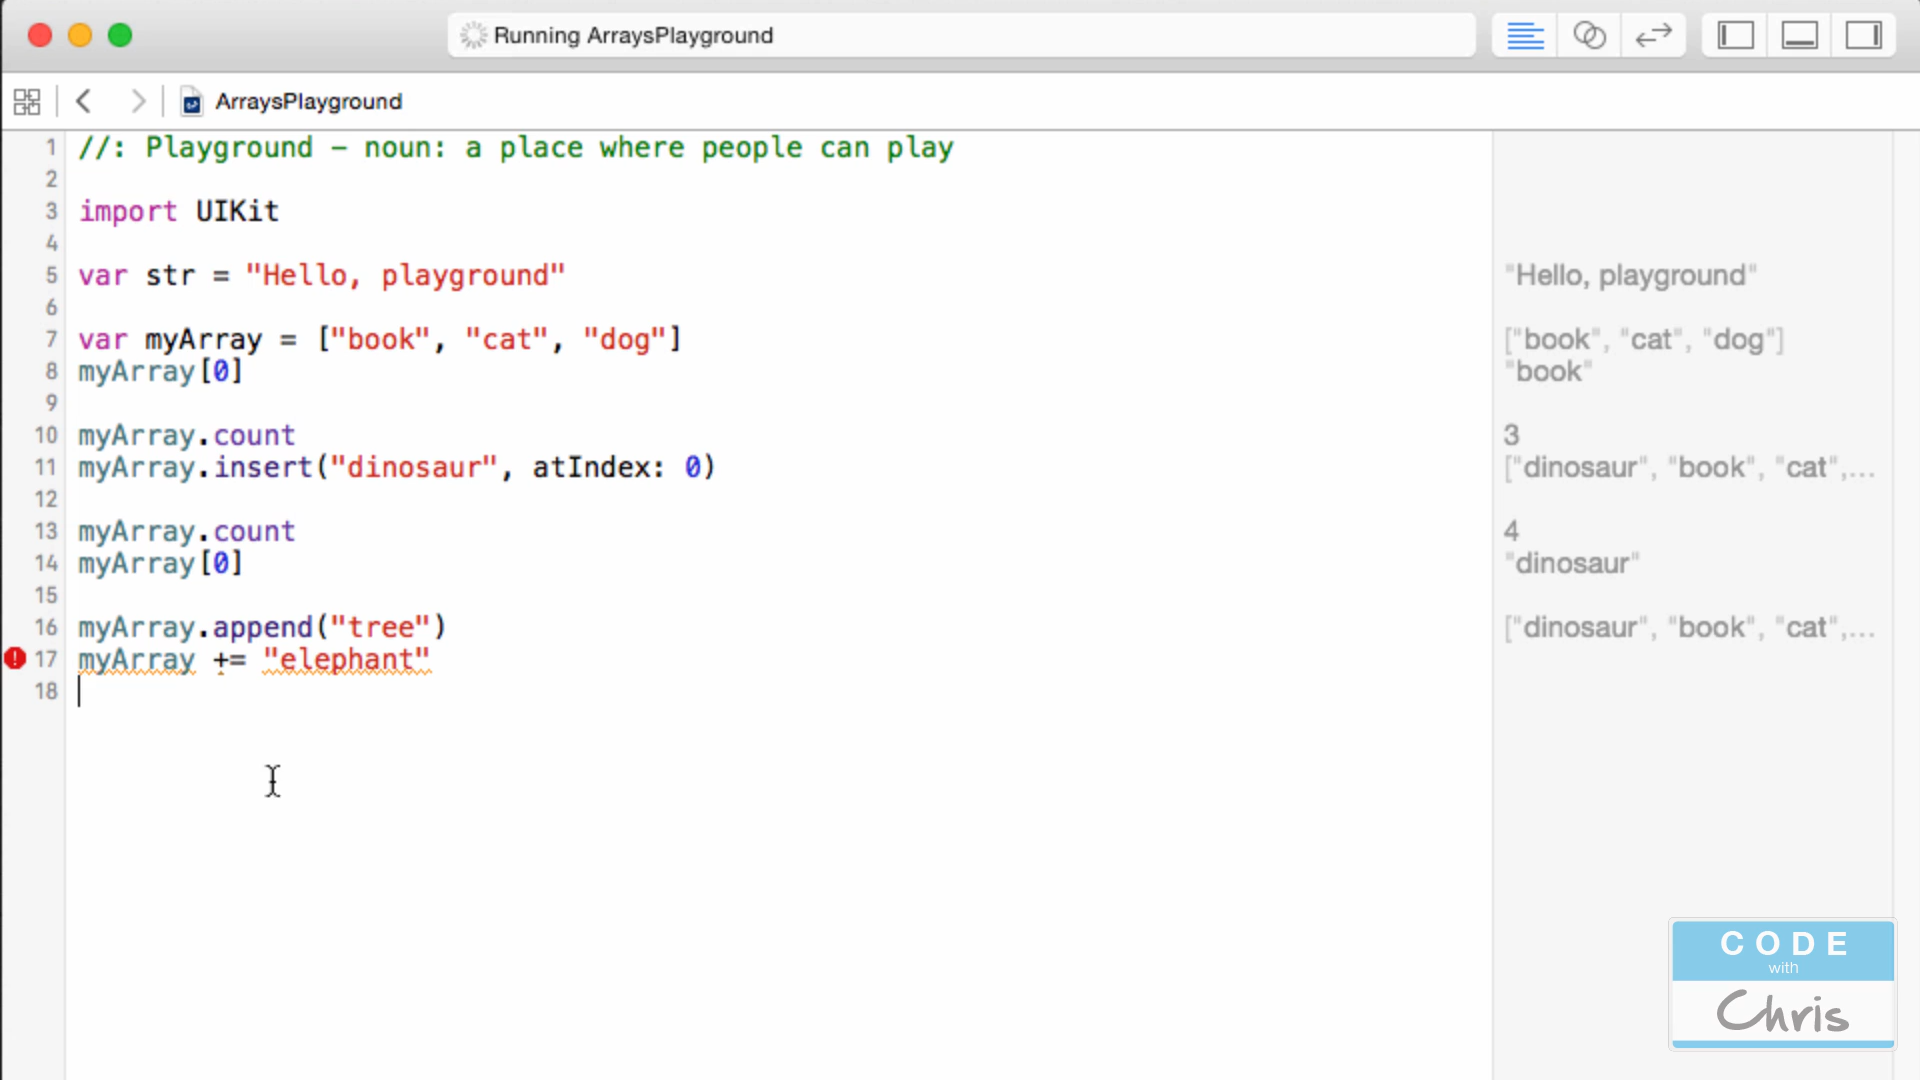 Running ArraysPlayground
ArraysPlayground
1 //: Playground – noun: a place where people can play
2
3 import UIKit
4
5 var str = "Hello, playground"
"Hello, playground"
6
7 var myArray = ["book", "cat", "dog"]
["book", "cat", "dog"]
8 myArray[0]
"book"
9
10 myArray.count
3
11 myArray.insert("dinosaur", atIndex: 0)
["dinosaur", "book", "cat",...
12
13 myArray.count
4
14 myArray[0]
"dinosaur"
15
16 myArray.append("tree")
["dinosaur", "book", "cat",...
17 myArray += "elephant"
18
CODE
with
Chris